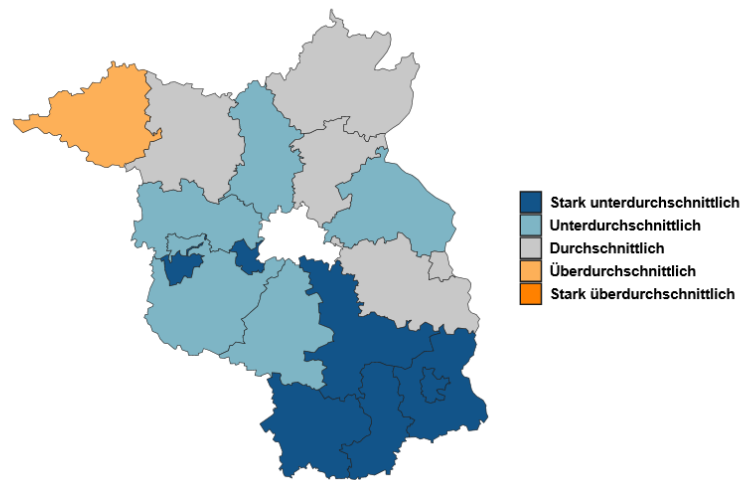 Stark unterdurchschnittlich
Unterdurchschnittlich
Durchschnittlich
Überdurchschnittlich
Stark überdurchschnittlich